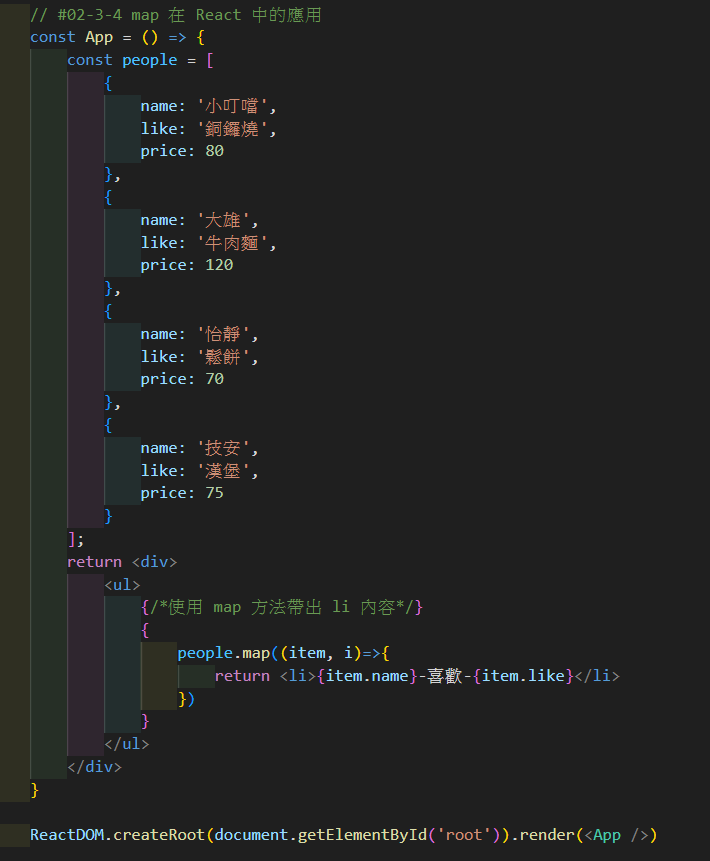 // #02-3-4 map 在 React 中的應用
const App = () => {
const people = [
{
name: '小叮噹',
like: '銅鑼燒',
price: 80
},
{
name: '大雄',
like: '牛肉麵',
price: 120
},
{
name: '怡靜',
like: '鬆餅',
price: 70
},
{
name: '技安',
like: '漢堡',
price: 75
}
];
return <div>
<ul>
{/*使用 map 方法帶出 li 內容*/}
{
people.map((item, i)=>{
return <li>{item.name}-喜歡-{item.like}</li>
})
}
</ul>
</div>
}
ReactDOM.createRoot(document.getElementById('root')).render(<App />)